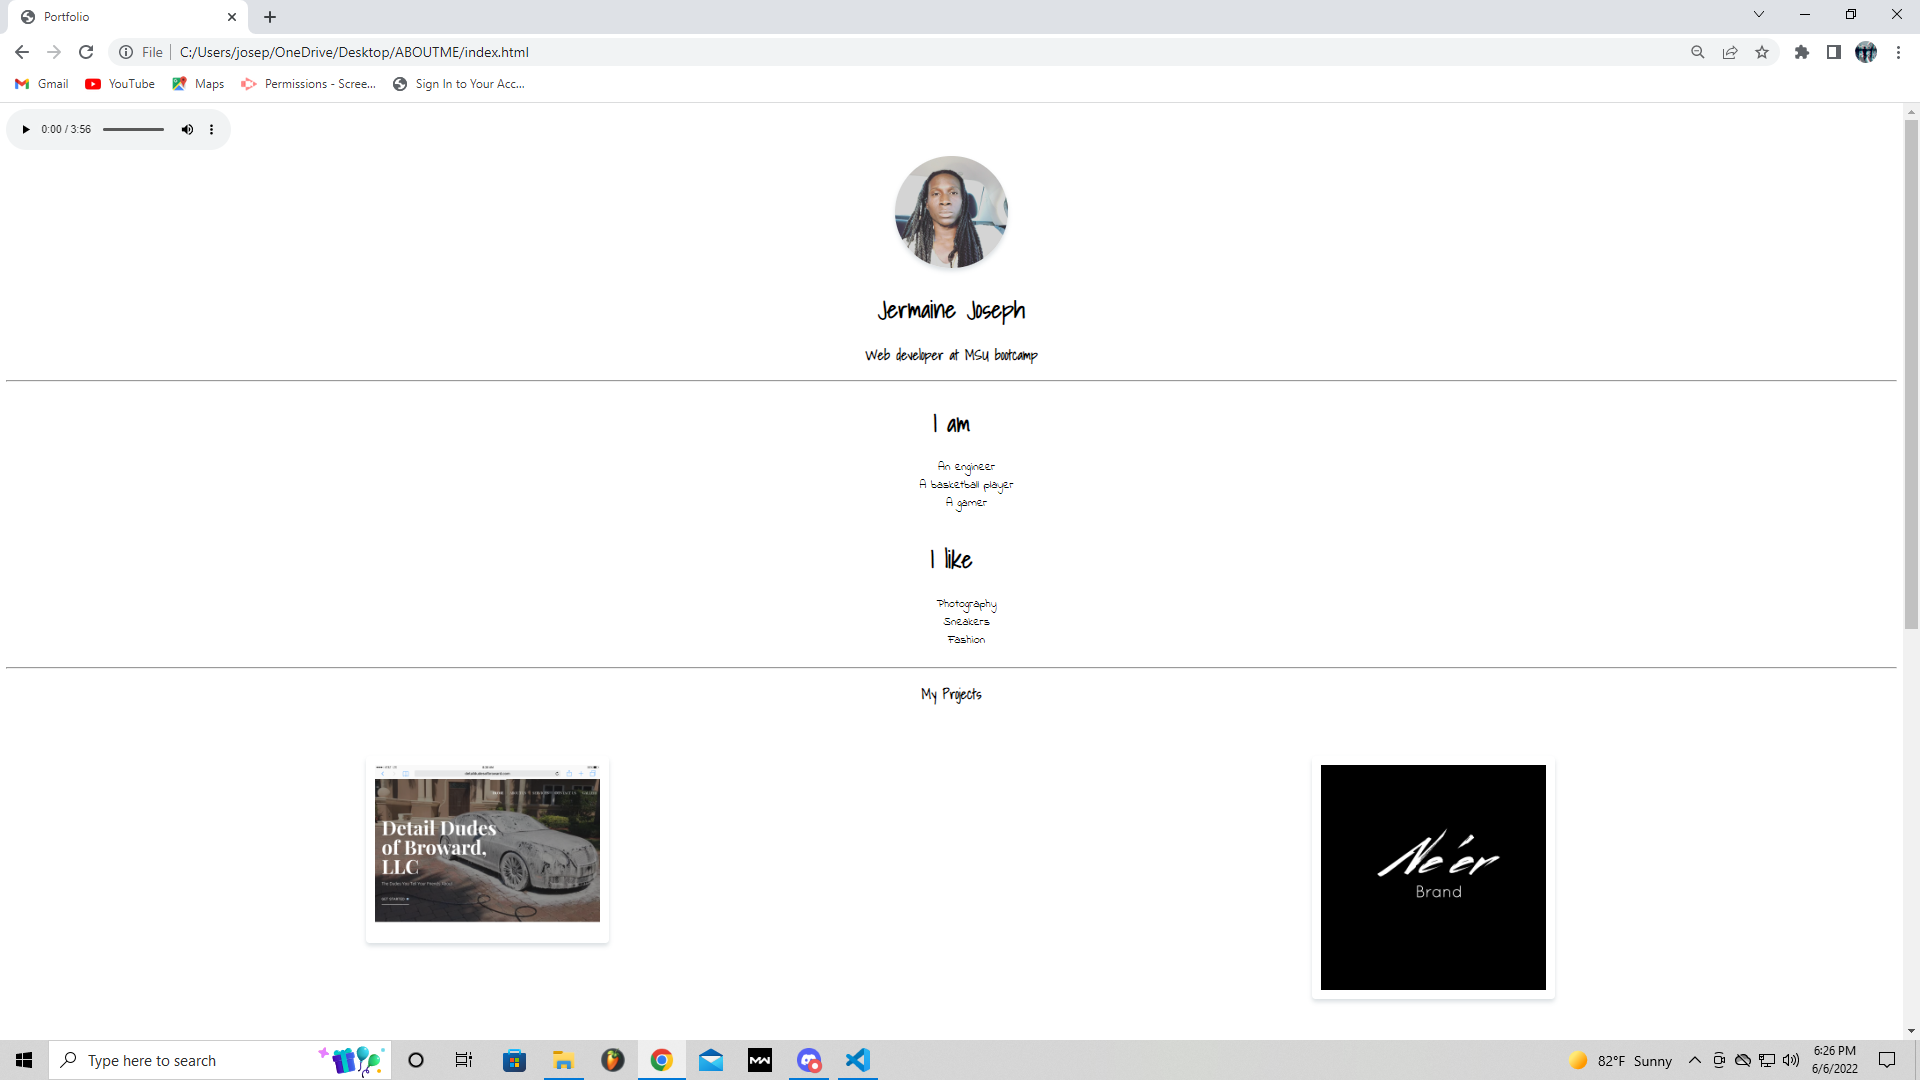 Portfolio
File
C:/Users/josep/OneDrive/Desktop/ABOUTME/index.html
Gmail
YouTube
Maps
Permissions - Scree...
Sign In to Your Acc...
0:00 / 3:56
Jermaine Joseph
Web developer at MSU bootcamp
I am
An engineer
A basketball player
A gamer
I like
Photography
Sneakers
Fashion
My Projects
Detail Dudes
of Broward,
LLC
GET STARTED
Ne'er
Brand
Type here to search
82°F Sunny
6:26 PM
6/6/2022